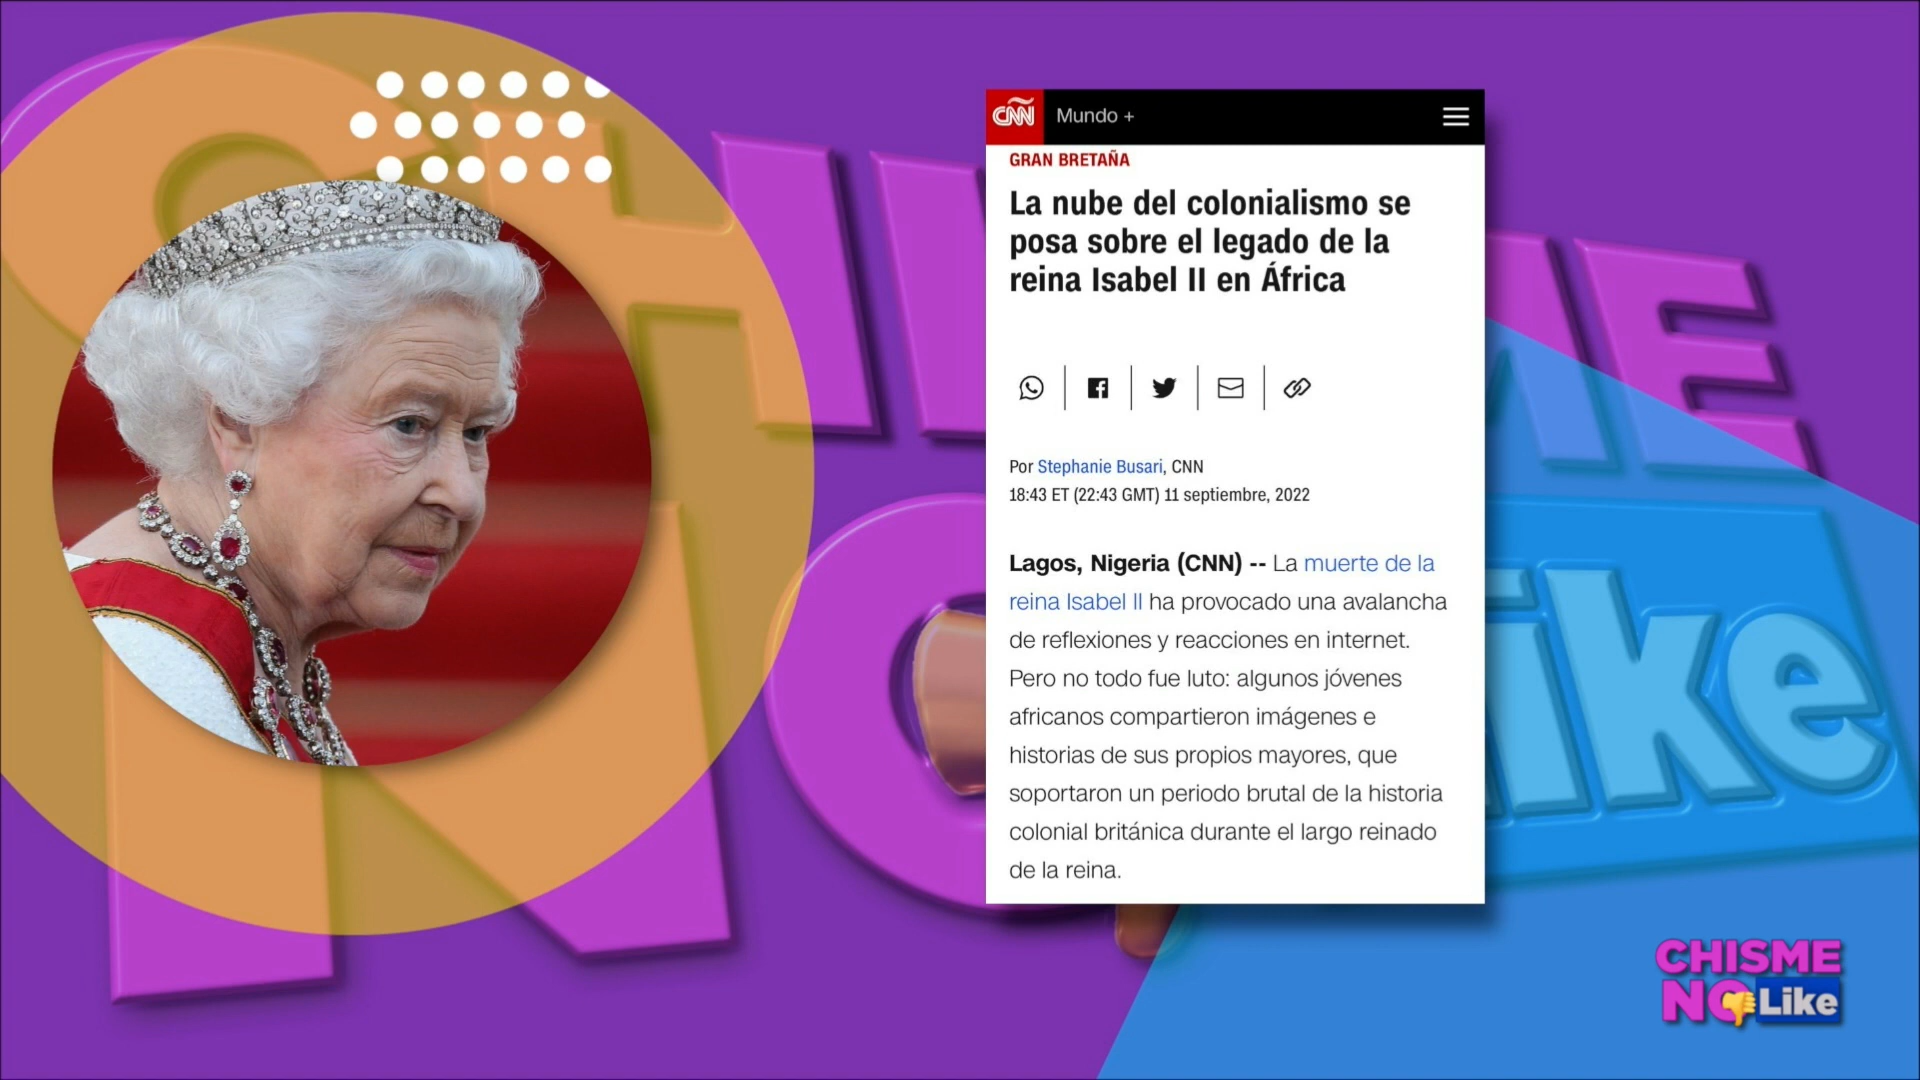 CHISME
NO
Like
CNN
Mundo +
GRAN BRETAÑA
La nube del colonialismo se
posa sobre el legado de la
reina Isabel II en África
Por Stephanie Busari, CNN
18:43 ET (22:43 GMT) 11 septiembre, 2022
Lagos, Nigeria (CNN) -- La muerte de la
reina Isabel II ha provocado una avalancha
de reflexiones y reacciones en internet.
Pero no todo fue luto: algunos jóvenes
africanos compartieron imágenes e
historias de sus propios mayores, que
soportaron un periodo brutal de la historia
colonial británica durante el largo reinado
de la reina.
CHISME
NO Like